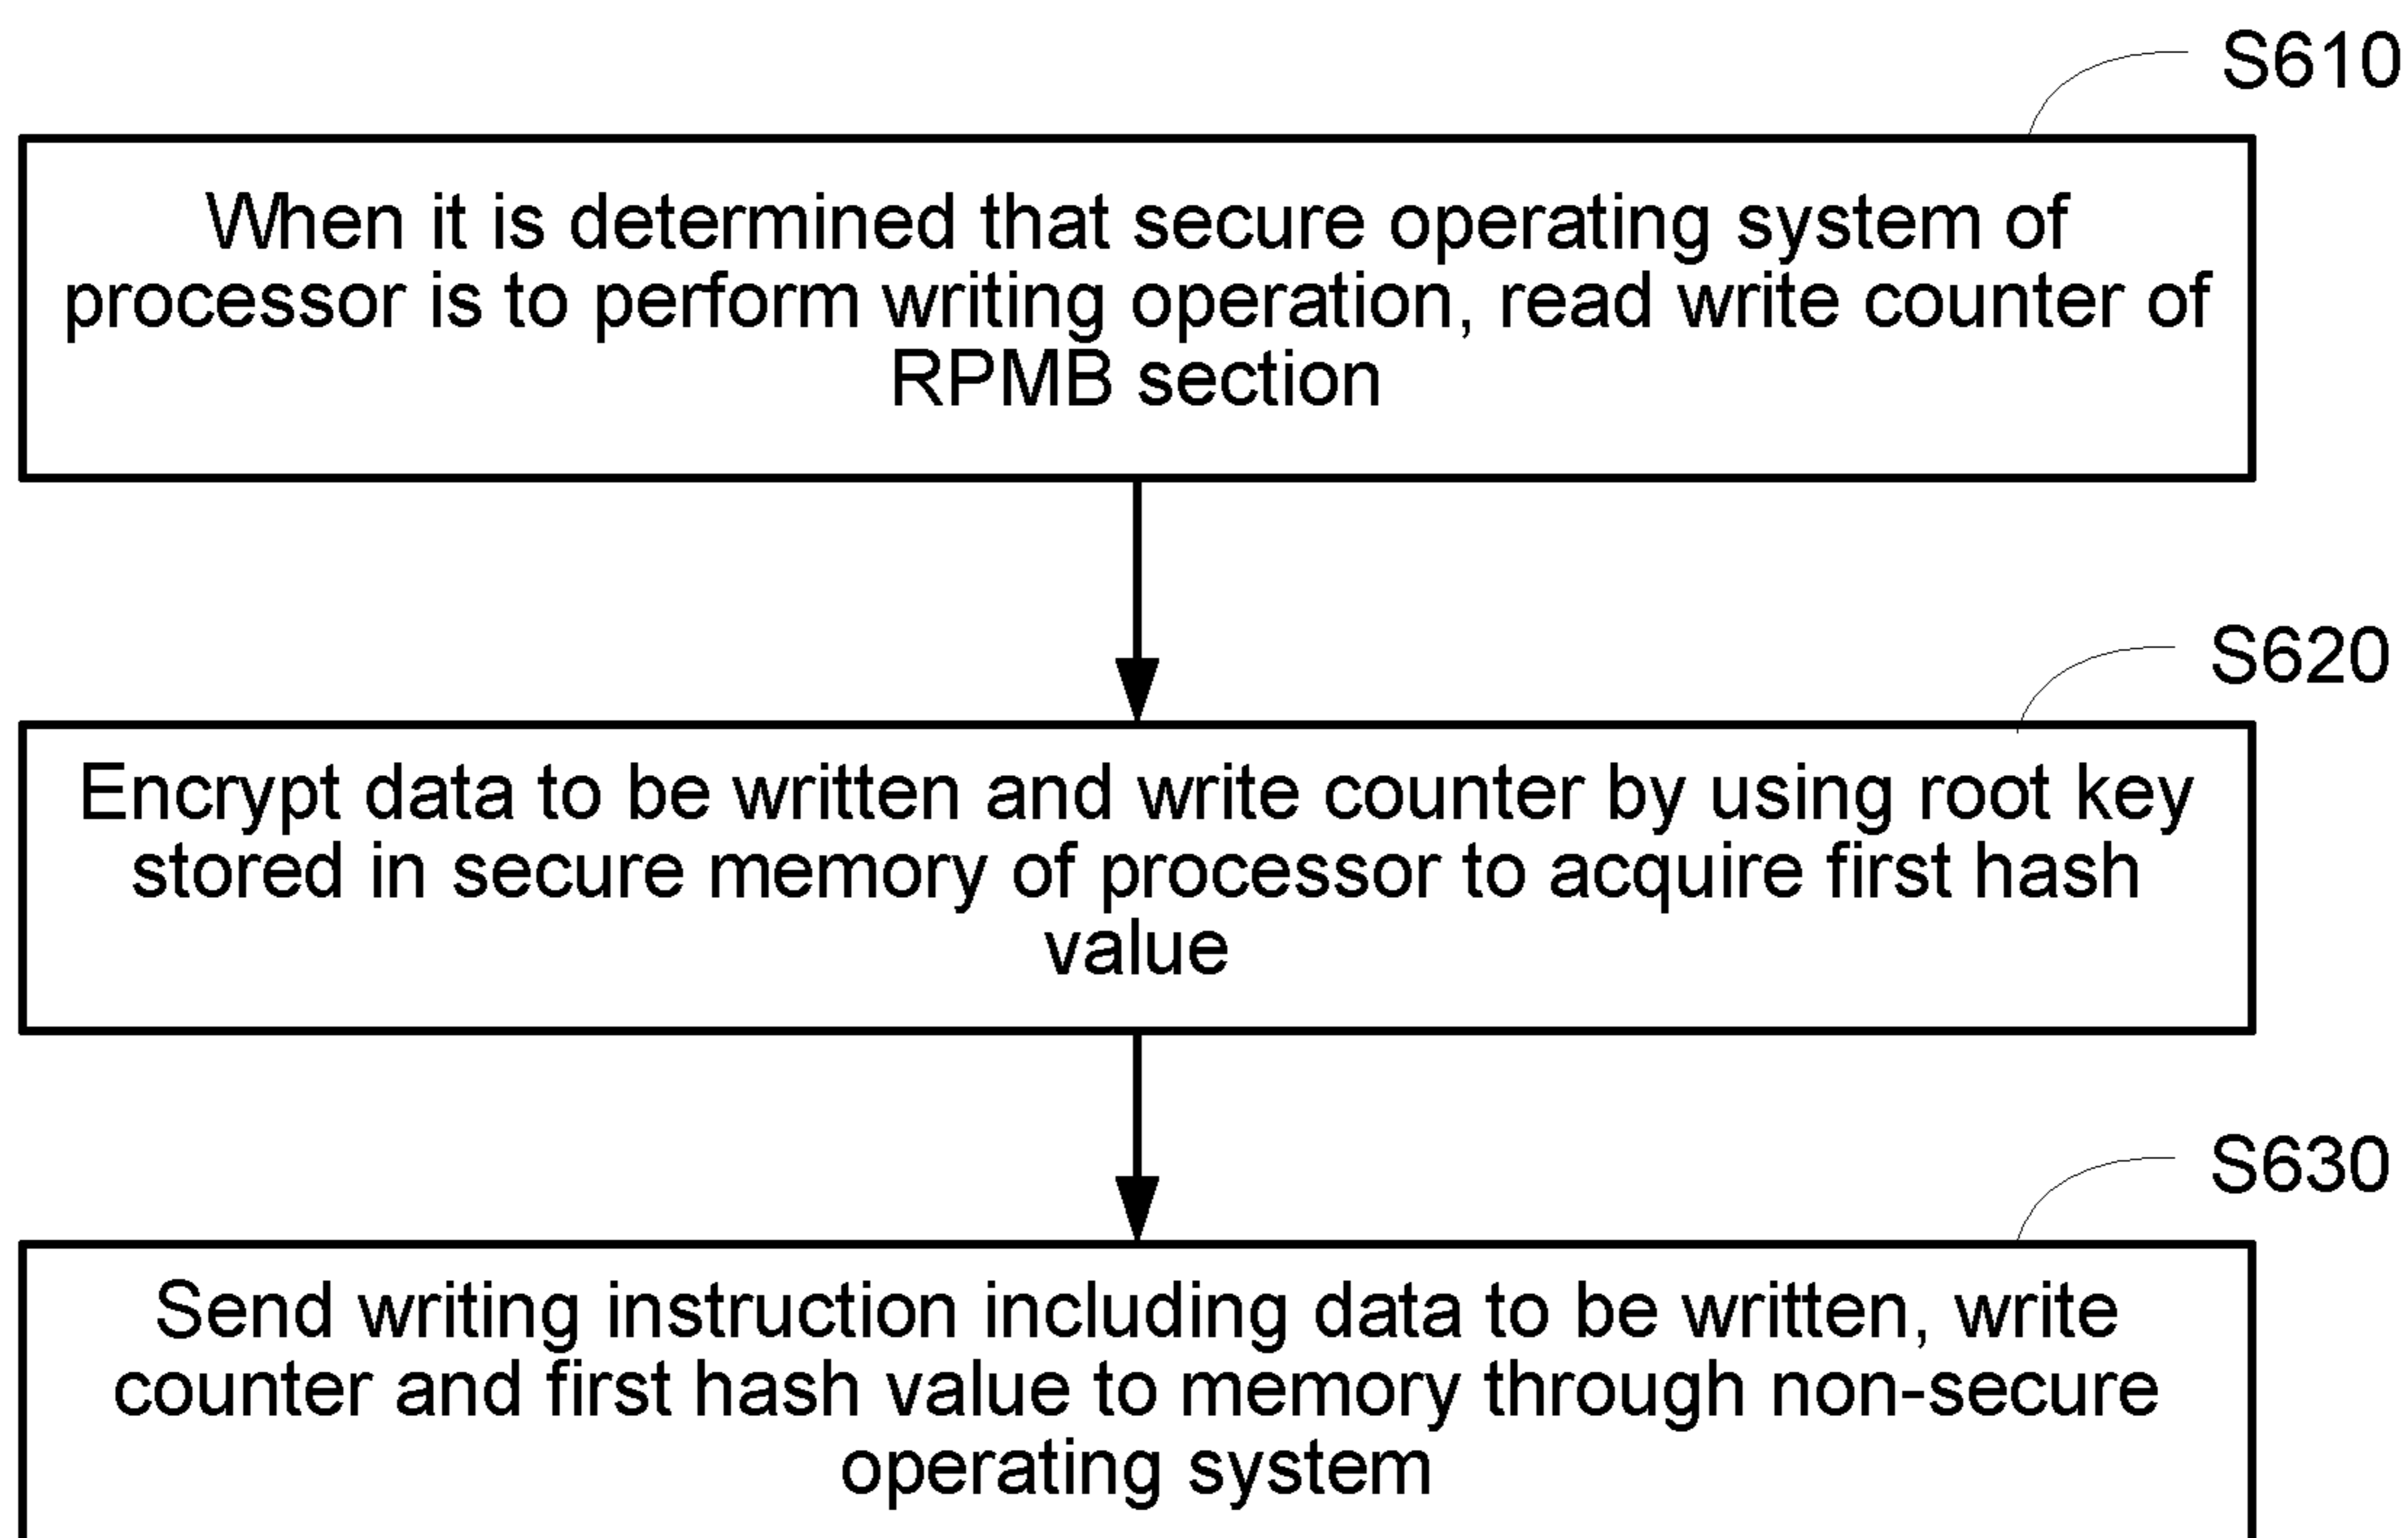 S610
When it is determined that secure operating system of
processor is to perform writing operation, read write counter of
RPMB section
S620
Encrypt data to be written and write counter by using root key
stored in secure memory of processor to acquire first hash
value
S630
Send writing instruction including data to be written, write
counter and first hash value to memory through non-secure
operating system